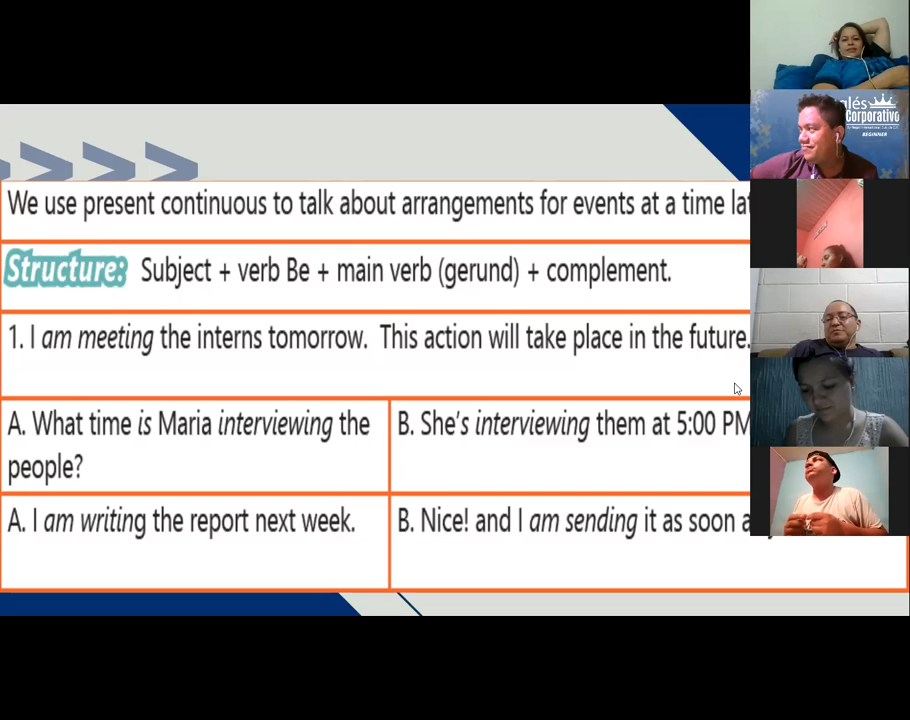 We use present continuous to talk about arrangements for events at a time
Structure: Subject + verb Be + main verb (gerund) + complement.
1. I am meeting the interns tomorrow. This action will take place in the future.
A. What time is Maria interviewing the
people?
B. She's interviewing them at 5:00 PM
A. I am writing the report next week.
B. Nice! and I am sending it as soon
glés
Corporativo
BEGINNER